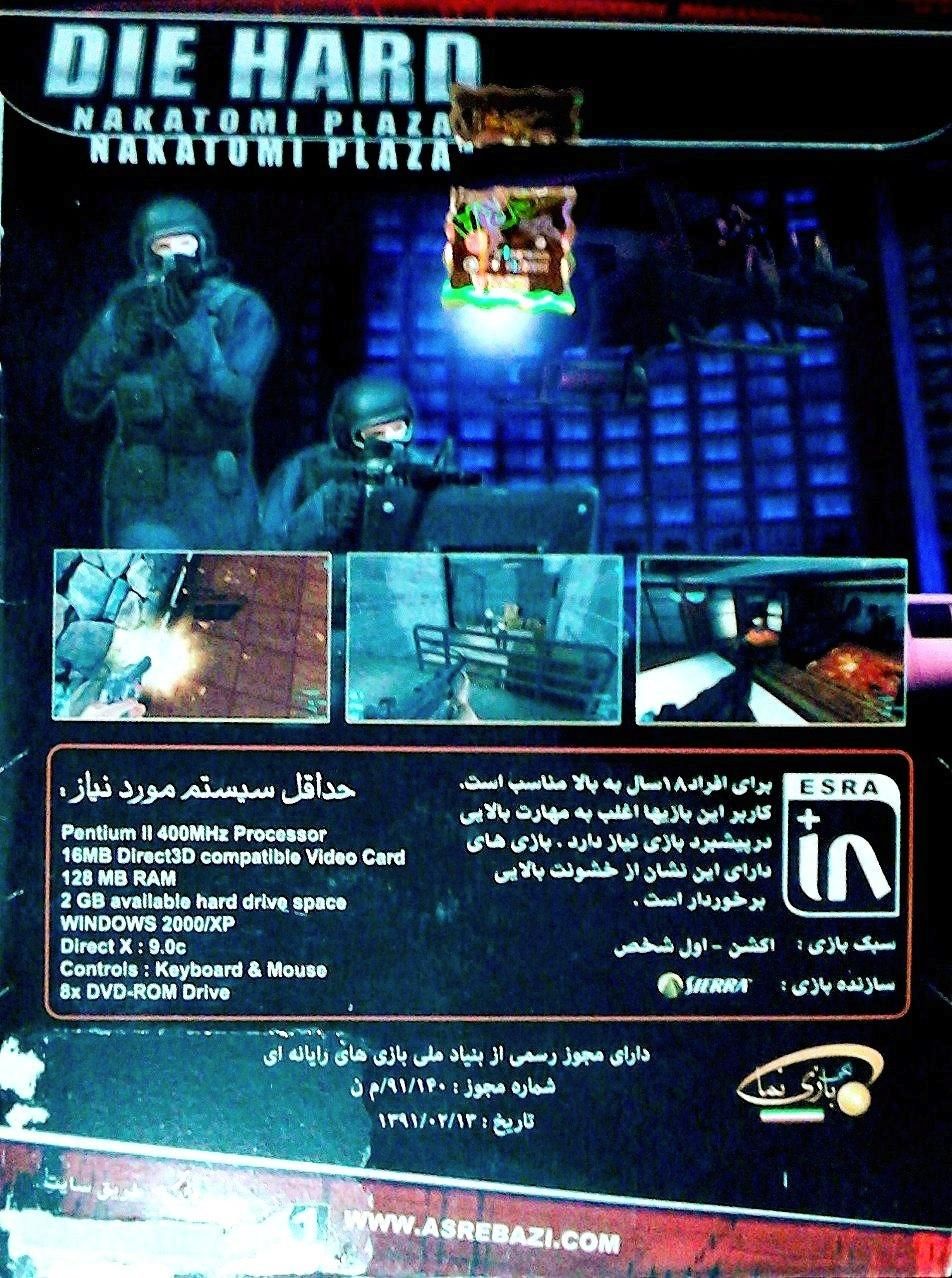 DIE HARD
NAKATOMI PLAZA
NAKATOMI PLAZA™
حداقل سیستم مورد نیاز:
Pentium II 400MHz Processor
16MB Direct3D compatible Video Card
128 MB RAM
2 GB available hard drive space
WINDOWS 2000/XP
Direct X : 9.0c
Controls : Keyboard & Mouse
8x DVD-ROM Drive
ESRA
+18
برای افراد ۱۸سال به بالا مناسب است.
کاربر این بازیها اغلب به مهارت بالایی
در پیشبرد بازی نیاز دارد . بازی های
دارای این نشان از خشونت بالایی
برخوردار است .
سبک بازی : اکشن - اول شخص
سازنده بازی : SIERRA
دارای مجوز رسمی از بنیاد ملی بازی های رایانه ای
شماره مجوز : ۹۱/۱۴۰/م ن
تاریخ : ۱۳۹۱/۰۲/۱۳
بازی نما
طریق سایت
WWW.ASREBAZI.COM